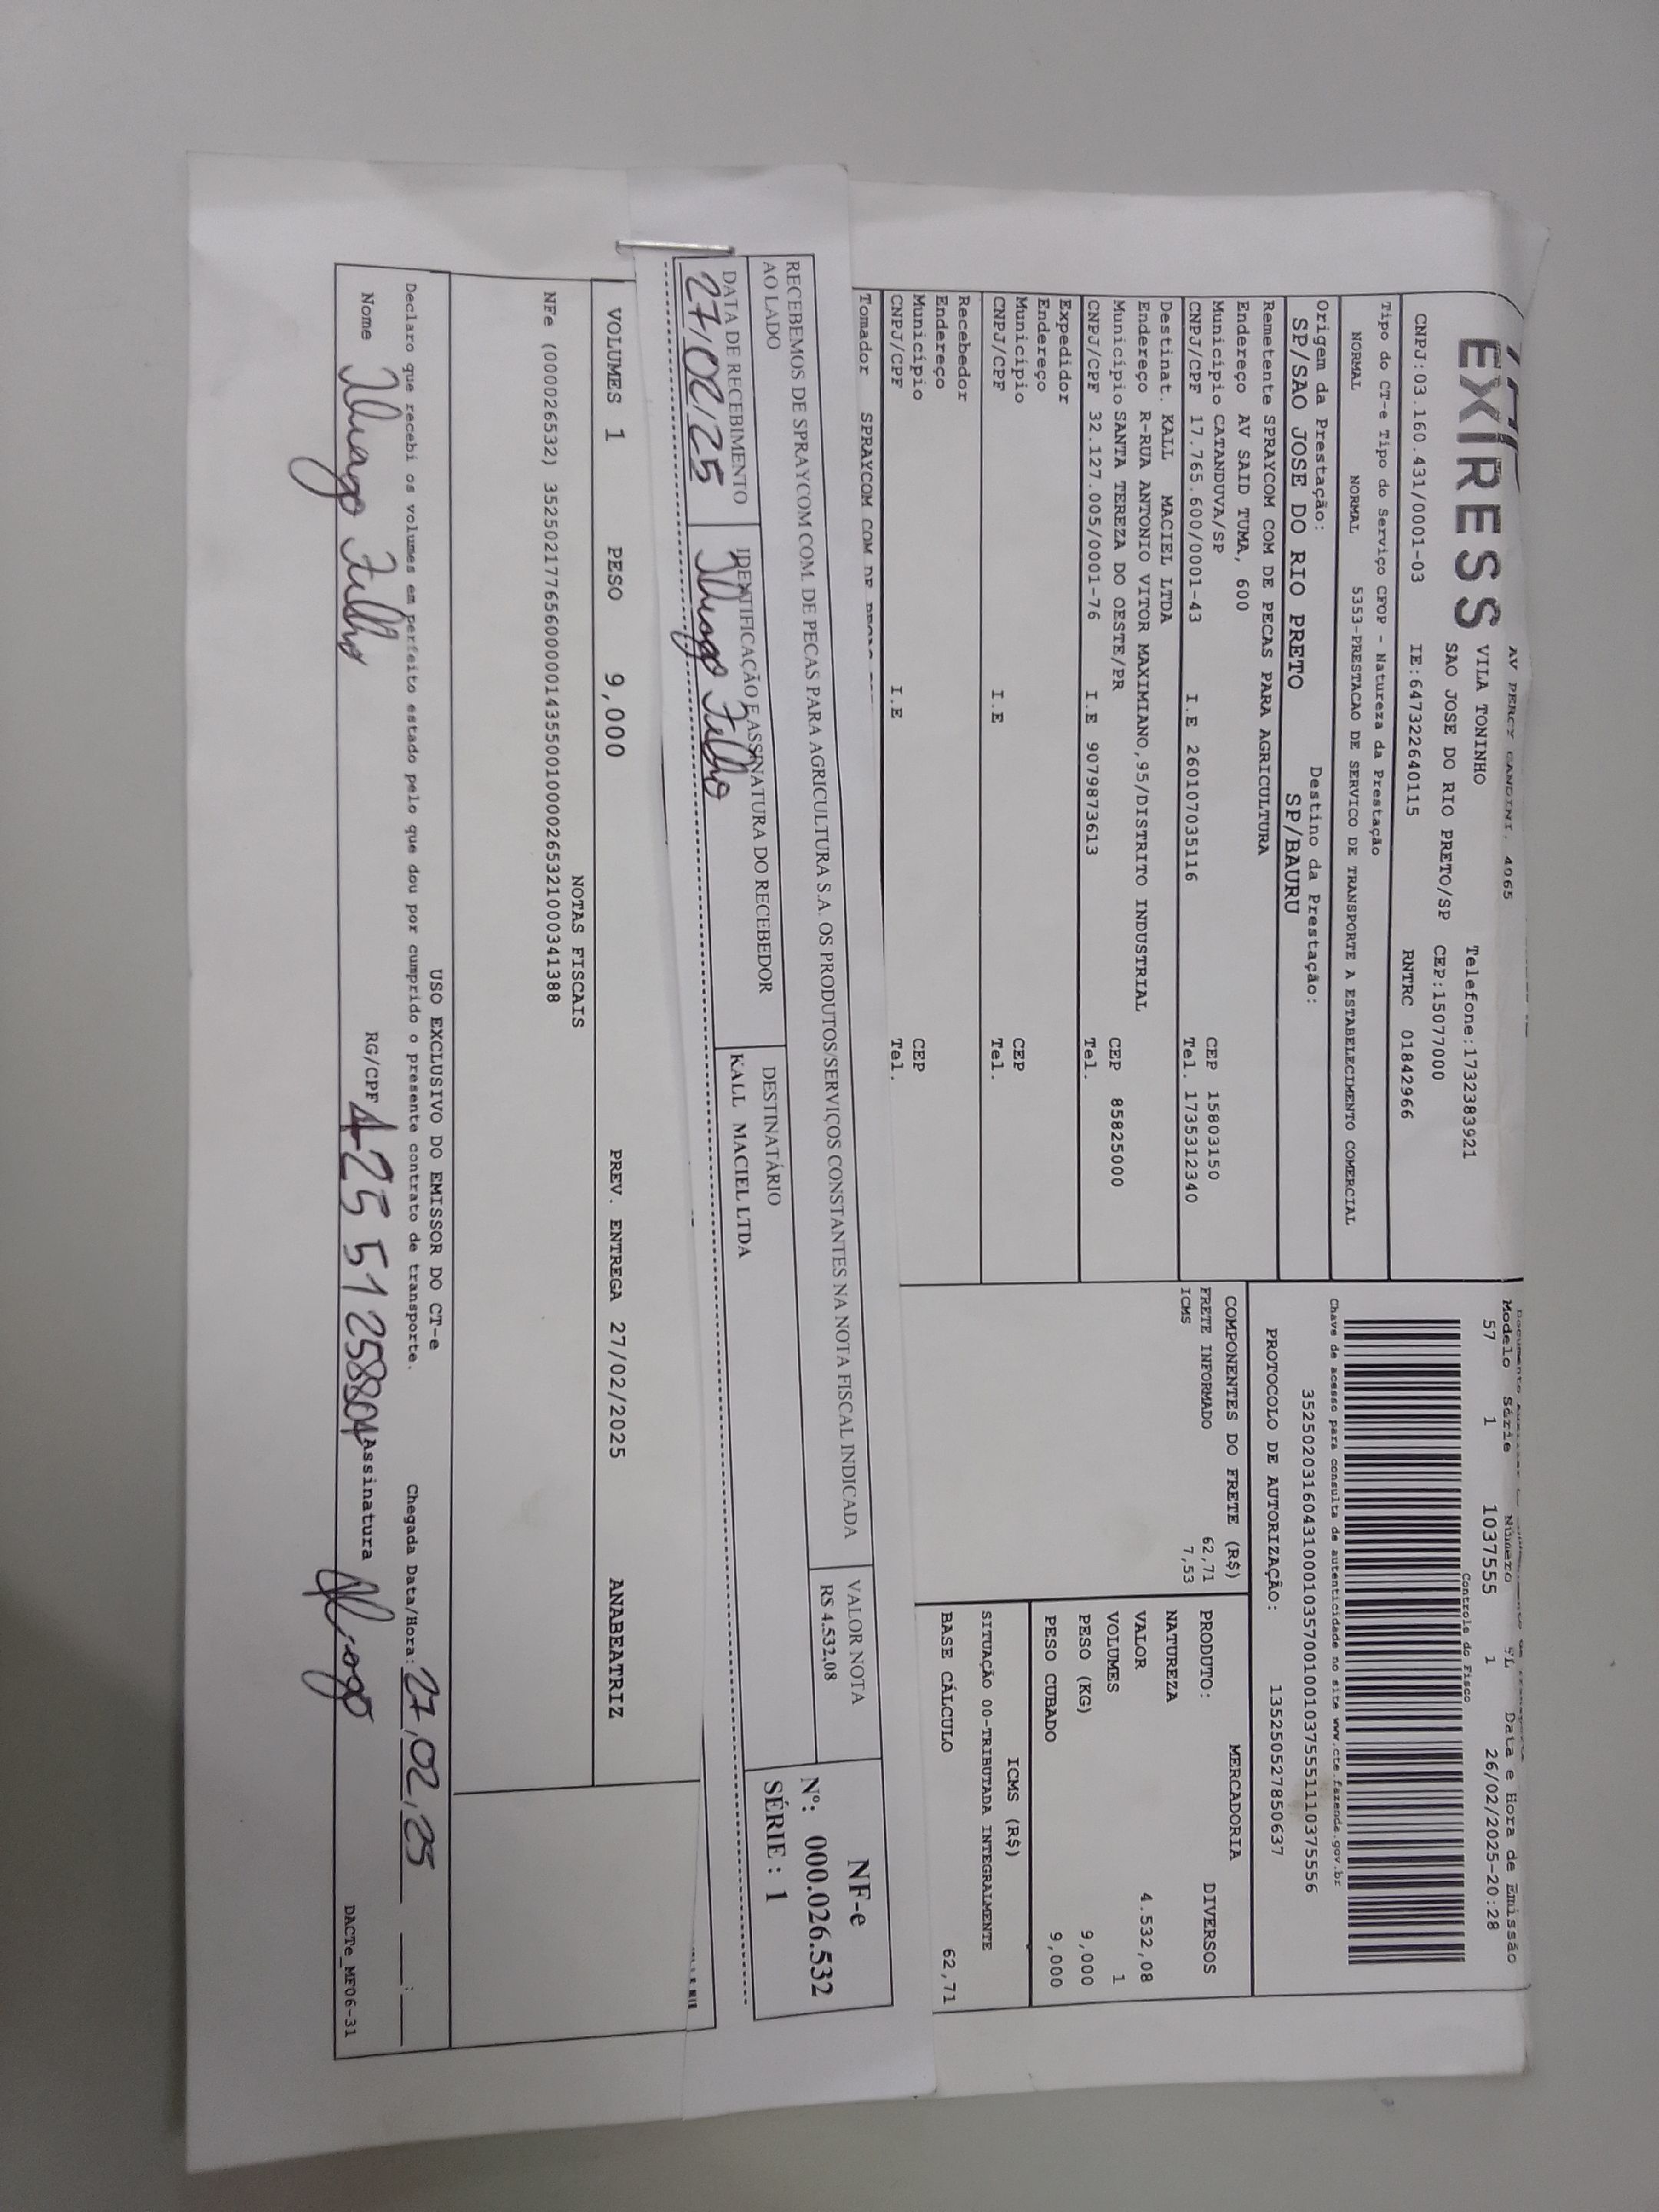 EXPRESS
AV PERCY GANDINI, 4965
VILA TONINHO Telefone:1732383921
SAO JOSE DO RIO PRETO/SP CEP:15077000
CNPJ:03.160.431/0001-03 IE:647322640115 RNTRC 01842966
Tipo do CT-e Tipo do Serviço CFOP - Natureza da Prestação
NORMAL NORMAL 5353-PRESTACAO DE SERVICO DE TRANSPORTE A ESTABELECIMENTO COMERCIAL
Origem da Prestação: Destino da Prestação:
SP/SAO JOSE DO RIO PRETO SP/BAURU
Remetente SPRAYCOM COM DE PECAS PARA AGRICULTURA
Endereço AV SAID TUMA, 600
Município CATANDUVA/SP CEP 15803150
CNPJ/CPF 17.765.600/0001-43 I.E 260107035116 Tel. 1735312340
Destinat. KALL MACIEL LTDA
Endereço R-RUA ANTONIO VITOR MAXIMIANO,95/DISTRITO INDUSTRIAL
Município SANTA TEREZA DO OESTE/PR CEP 85825000
CNPJ/CPF 32.127.005/0001-76 I.E 9079873613 Tel.
Expedidor
Endereço
Município CEP
CNPJ/CPF I.E Tel.
Recebedor
Endereço
Município CEP
CNPJ/CPF I.E Tel.
Tomador SPRAYCOM COM DE
Modelo Série Número FL Data e Hora de Emissão
57 1 1037555 1 26/02/2025-20:28
Controle do Fisco
Chave de acesso para consulta de autenticidade no site www.cte.fazenda.gov.br
35250203160431000103570010010375551110375556
PROTOCOLO DE AUTORIZAÇÃO: 135250527850637
COMPONENTES DO FRETE (R$)
FRETE INFORMADO 62,71
ICMS 7,53
MERCADORIA
PRODUTO: DIVERSOS
NATUREZA
VALOR 4.532,08
VOLUMES 1
PESO (KG) 9,000
PESO CUBADO 9,000
ICMS (R$)
SITUAÇÃO 00-TRIBUTADA INTEGRALMENTE
BASE CÁLCULO 62,71
RECEBEMOS DE SPRAYCOM COM. DE PECAS PARA AGRICULTURA S.A. OS PRODUTOS/SERVIÇOS CONSTANTES NA NOTA FISCAL INDICADA
AO LADO
VALOR NOTA
R$ 4.532,08
NF-e
Nº: 000.026.532
SÉRIE : 1
DATA DE RECEBIMENTO IDENTIFICAÇÃO E ASSINATURA DO RECEBEDOR DESTINATÁRIO
27/02/25 Thiago Filho KALL MACIEL LTDA
VOLUMES 1 PESO 9,000 PREV. ENTREGA 27/02/2025 ANABEATRIZ
NOTAS FISCAIS
NFe (000026532) 35250217765600000143550010000265321000341388
USO EXCLUSIVO DO EMISSOR DO CT-e
Declaro que recebi os volumes em perfeito estado pelo que dou por cumprido o presente contrato de transporte. Chegada Data/Hora: 27/02/25 __:__
Nome Thiago Filho RG/CPF Assinatura Thiago
DACTe_MF06-31